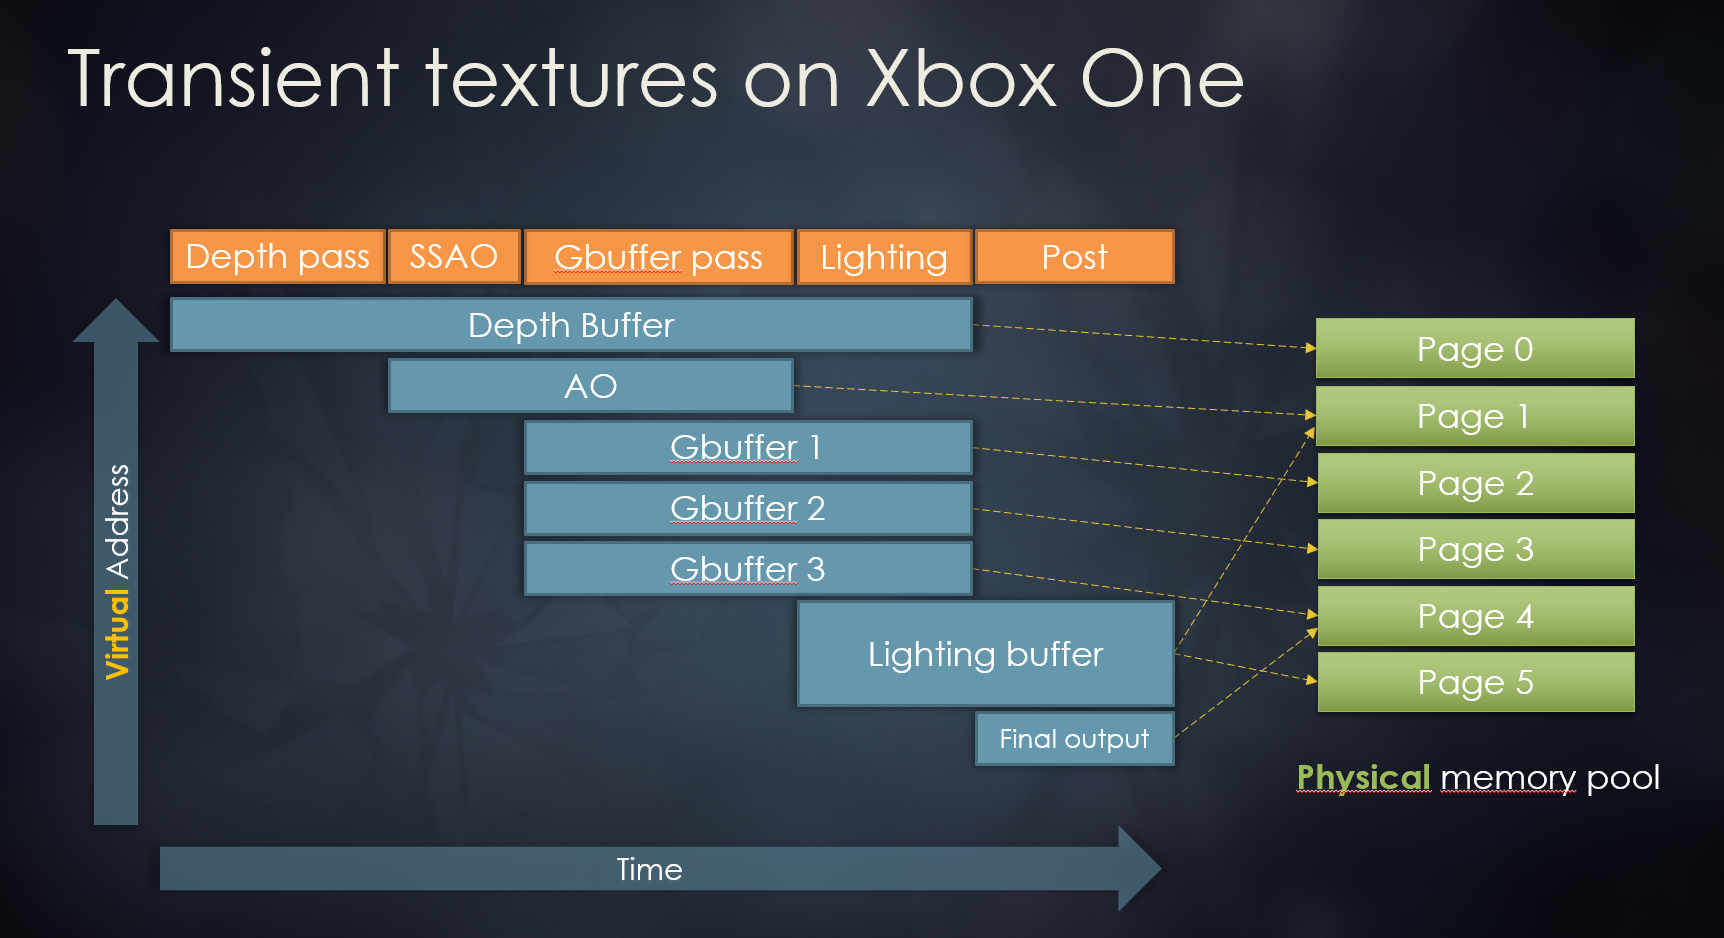 Transient textures on Xbox One
Depth pass
SSAO
Gbuffer pass
Lighting
Post
Depth Buffer
AO
Gbuffer 1
Gbuffer 2
Gbuffer 3
Lighting buffer
Final output
Virtual Address
Time
Page 0
Page 1
Page 2
Page 3
Page 4
Page 5
Physical memory pool